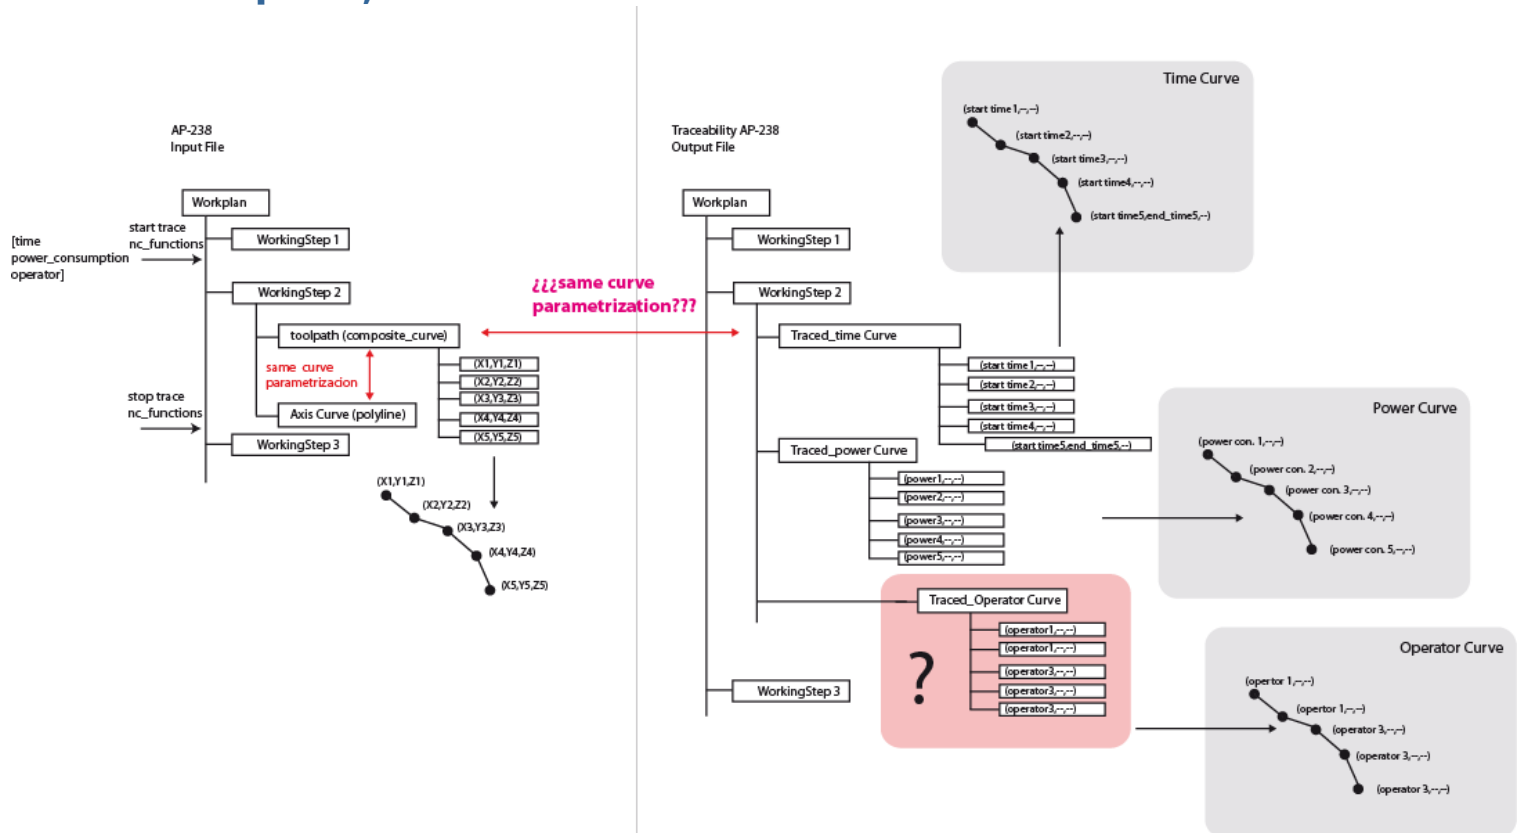 AP-238
Input File
Workplan
start trace
nc_functions
[time
power_consumption
operator]
WorkingStep 1
WorkingStep 2
toolpath (composite_curve)
same curve
parametrizacion
(X1,Y1,Z1)
(X2,Y2,Z2)
(X3,Y3,Z3)
(X4,Y4,Z4)
(X5,Y5,Z5)
Axis Curve (polyline)
stop trace
nc_functions
WorkingStep 3
(X1,Y1,Z1)
(X2,Y2,Z2)
(X3,Y3,Z3)
(X4,Y4,Z4)
(X5,Y5,Z5)
¿¿¿same curve
parametrization???
Traceability AP-238
Output File
Workplan
WorkingStep 1
WorkingStep 2
Traced_time Curve
(start time1,--,--)
(start time2,--,--)
(start time3,--,--)
(start time4,--,--)
(start time5,end_time5,--)
Traced_power Curve
(power1,--,--)
(power2,--,--)
(power3,--,--)
(power4,--,--)
(power5,--,--)
Traced_Operator Curve
(operator1,--,--)
(operator1,--,--)
(operator3,--,--)
(operator3,--,--)
(operator3,--,--)
?
WorkingStep 3
Time Curve
(start time1,--,--)
(start time2,--,--)
(start time3,--,--)
(start time4,--,--)
(start time5,end_time5,--)
Power Curve
(power con. 1,--,--)
(power con. 2,--,--)
(power con. 3,--,--)
(power con. 4,--,--)
(power con. 5,--,--)
Operator Curve
(opertor 1,--,--)
(opertor 1,--,--)
(operator 3,--,--)
(operator 3,--,--)
(operator 3,--,--)